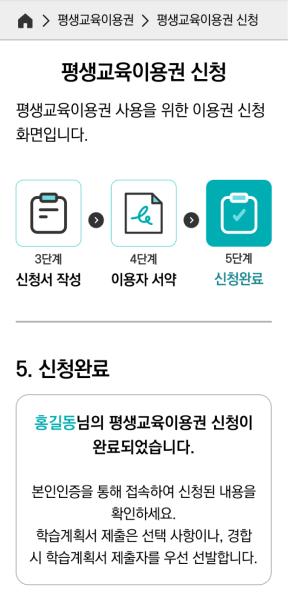 평생교육이용권 > 평생교육이용권 신청
평생교육이용권 신청
평생교육이용권 사용을 위한 이용권 신청
화면입니다.
3단계
신청서 작성
4단계
이용자 서약
5단계
신청완료
5. 신청완료
홍길동님의 평생교육이용권 신청이
완료되었습니다.
본인인증을 통해 접속하여 신청된 내용을
확인하세요.
학습계획서 제출은 선택 사항이나, 경합
시 학습계획서 제출자를 우선 선발합니다.